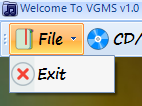 Welcome To VGMS v1.0
File CD/
Exit